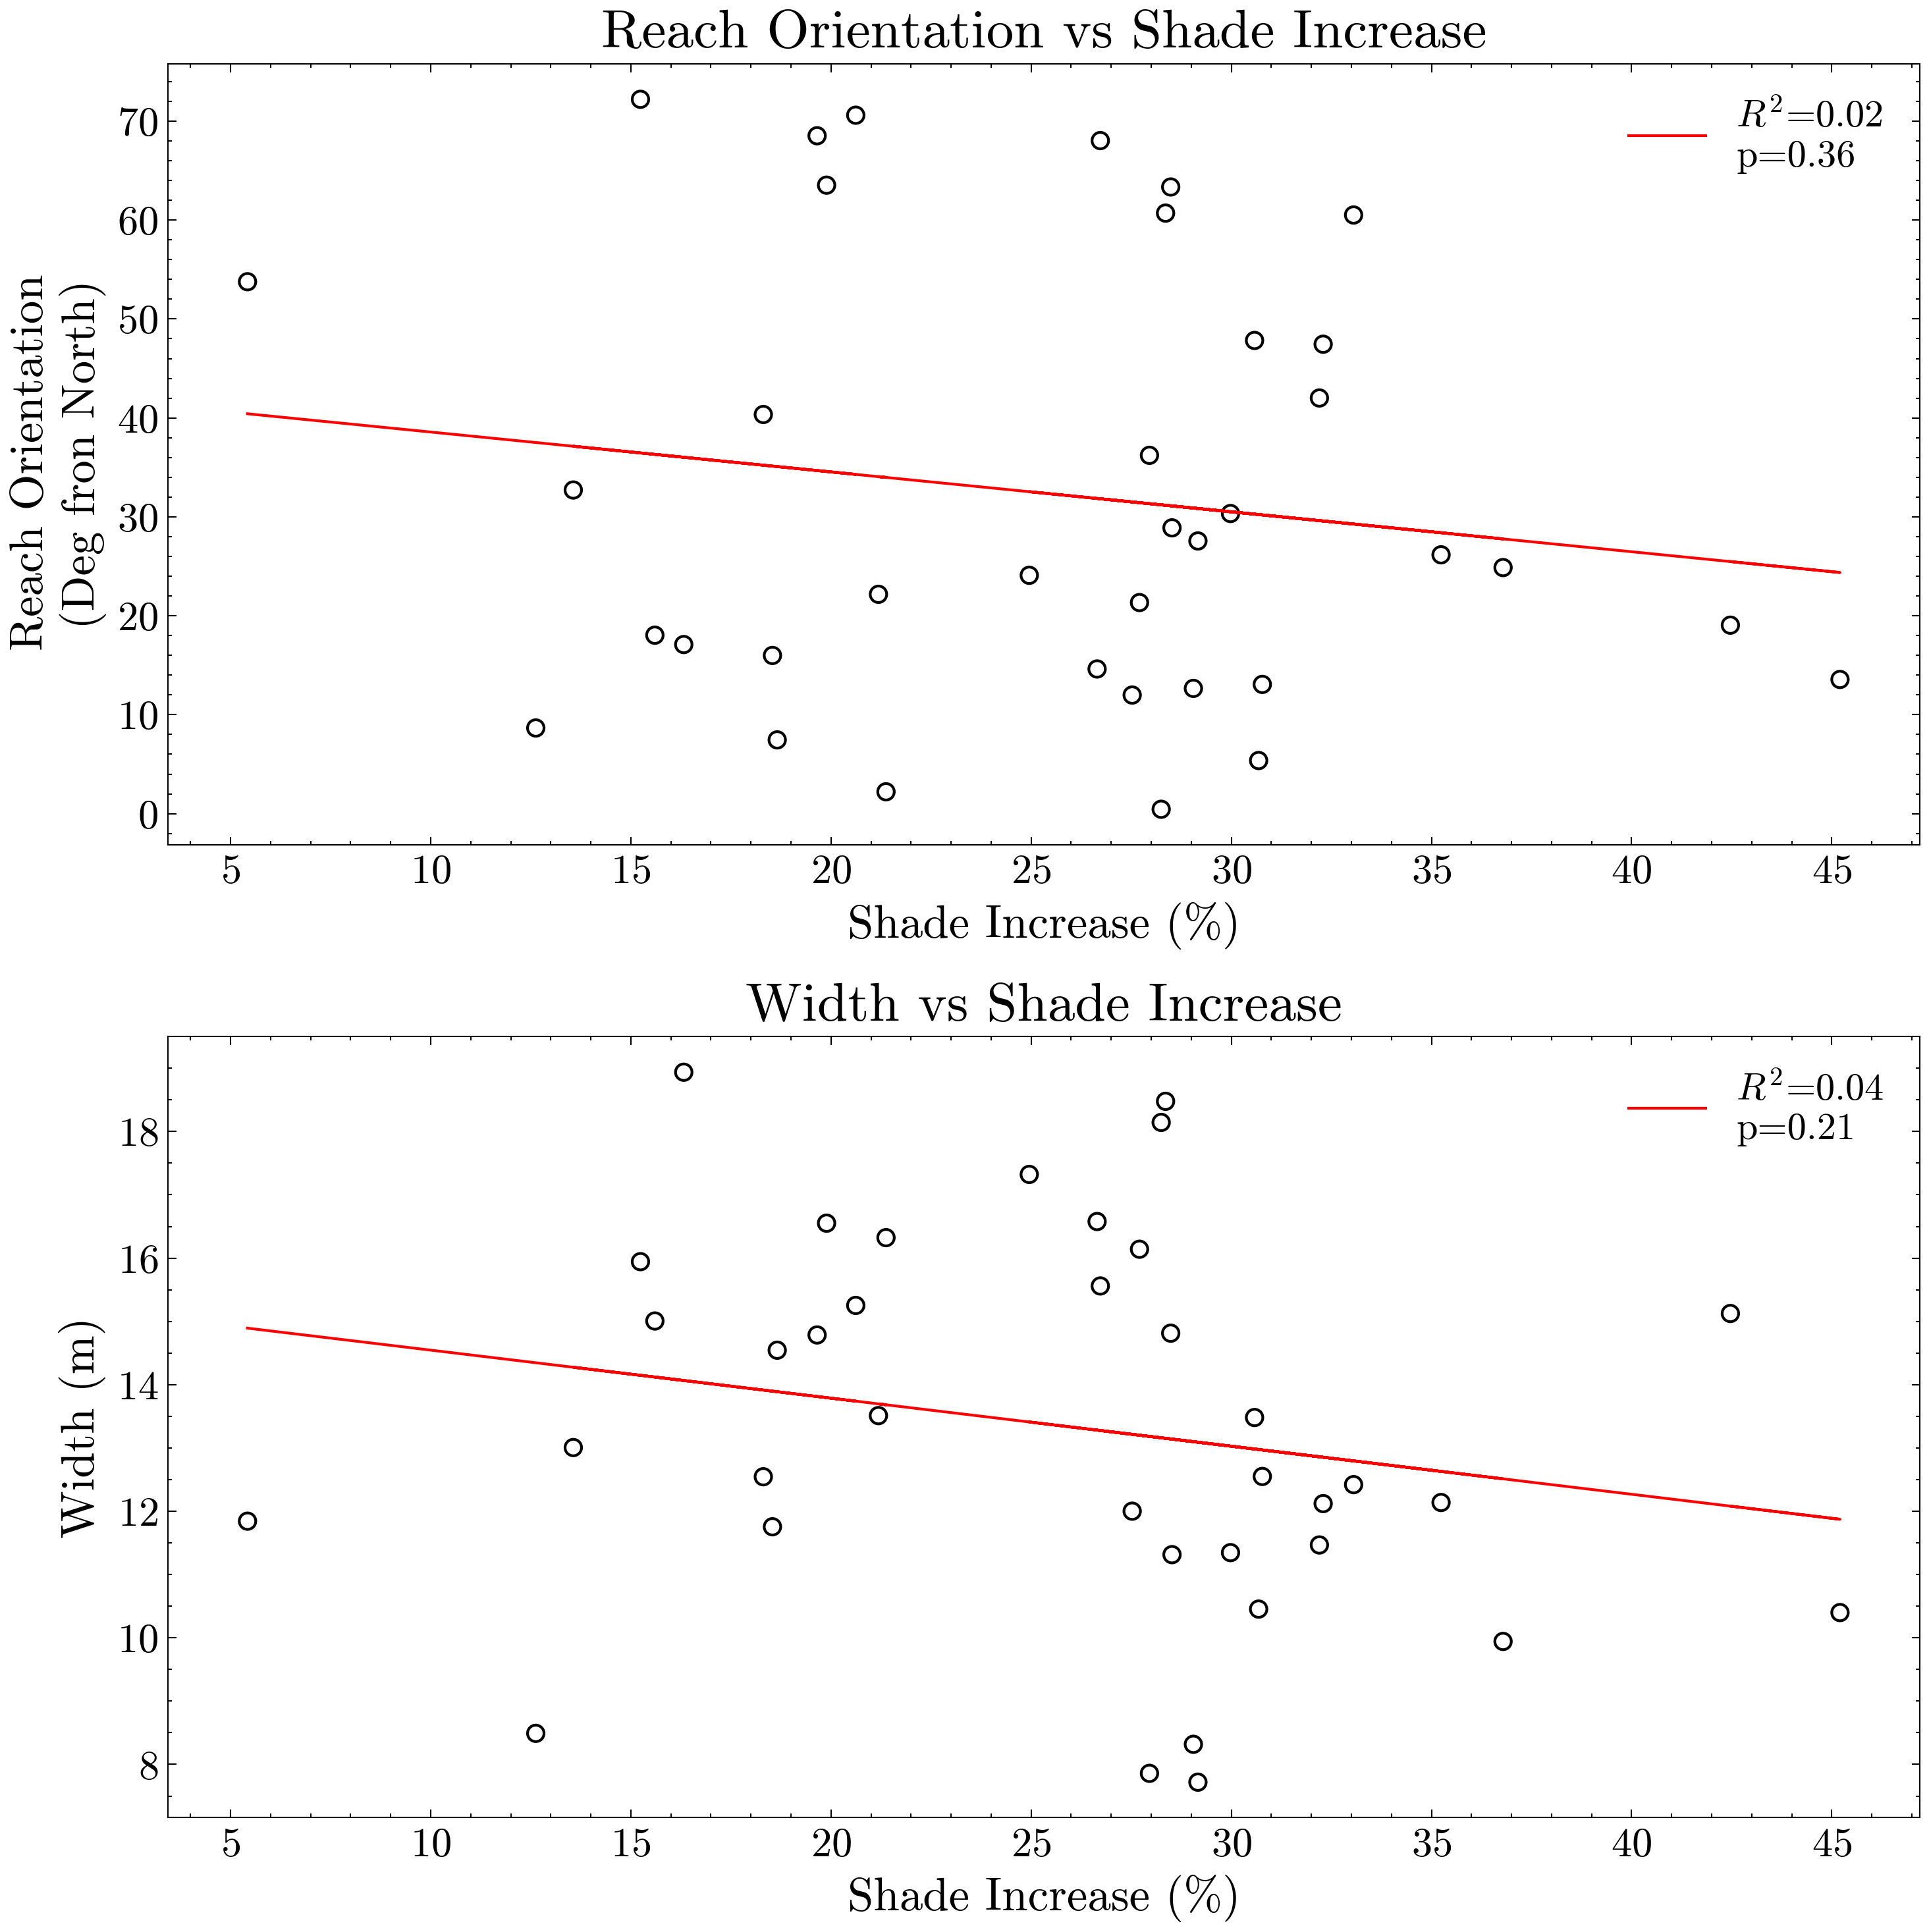 Reach Orientation vs Shade Increase
Reach Orientation
(Deg fron North)
70
60
50
40
30
20
10
0
R²=0.02
p=0.36
5 10 15 20 25 30 35 40 45
Shade Increase (%)
Width vs Shade Increase
Width (m)
18
16
14
12
10
8
R²=0.04
p=0.21
5 10 15 20 25 30 35 40 45
Shade Increase (%)